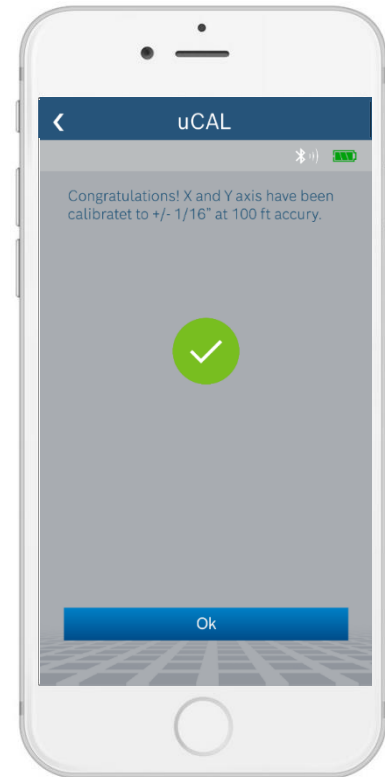 uCAL
Congratulations! X and Y axis have been
calibratet to +/- 1/16" at 100 ft accury.
Ok